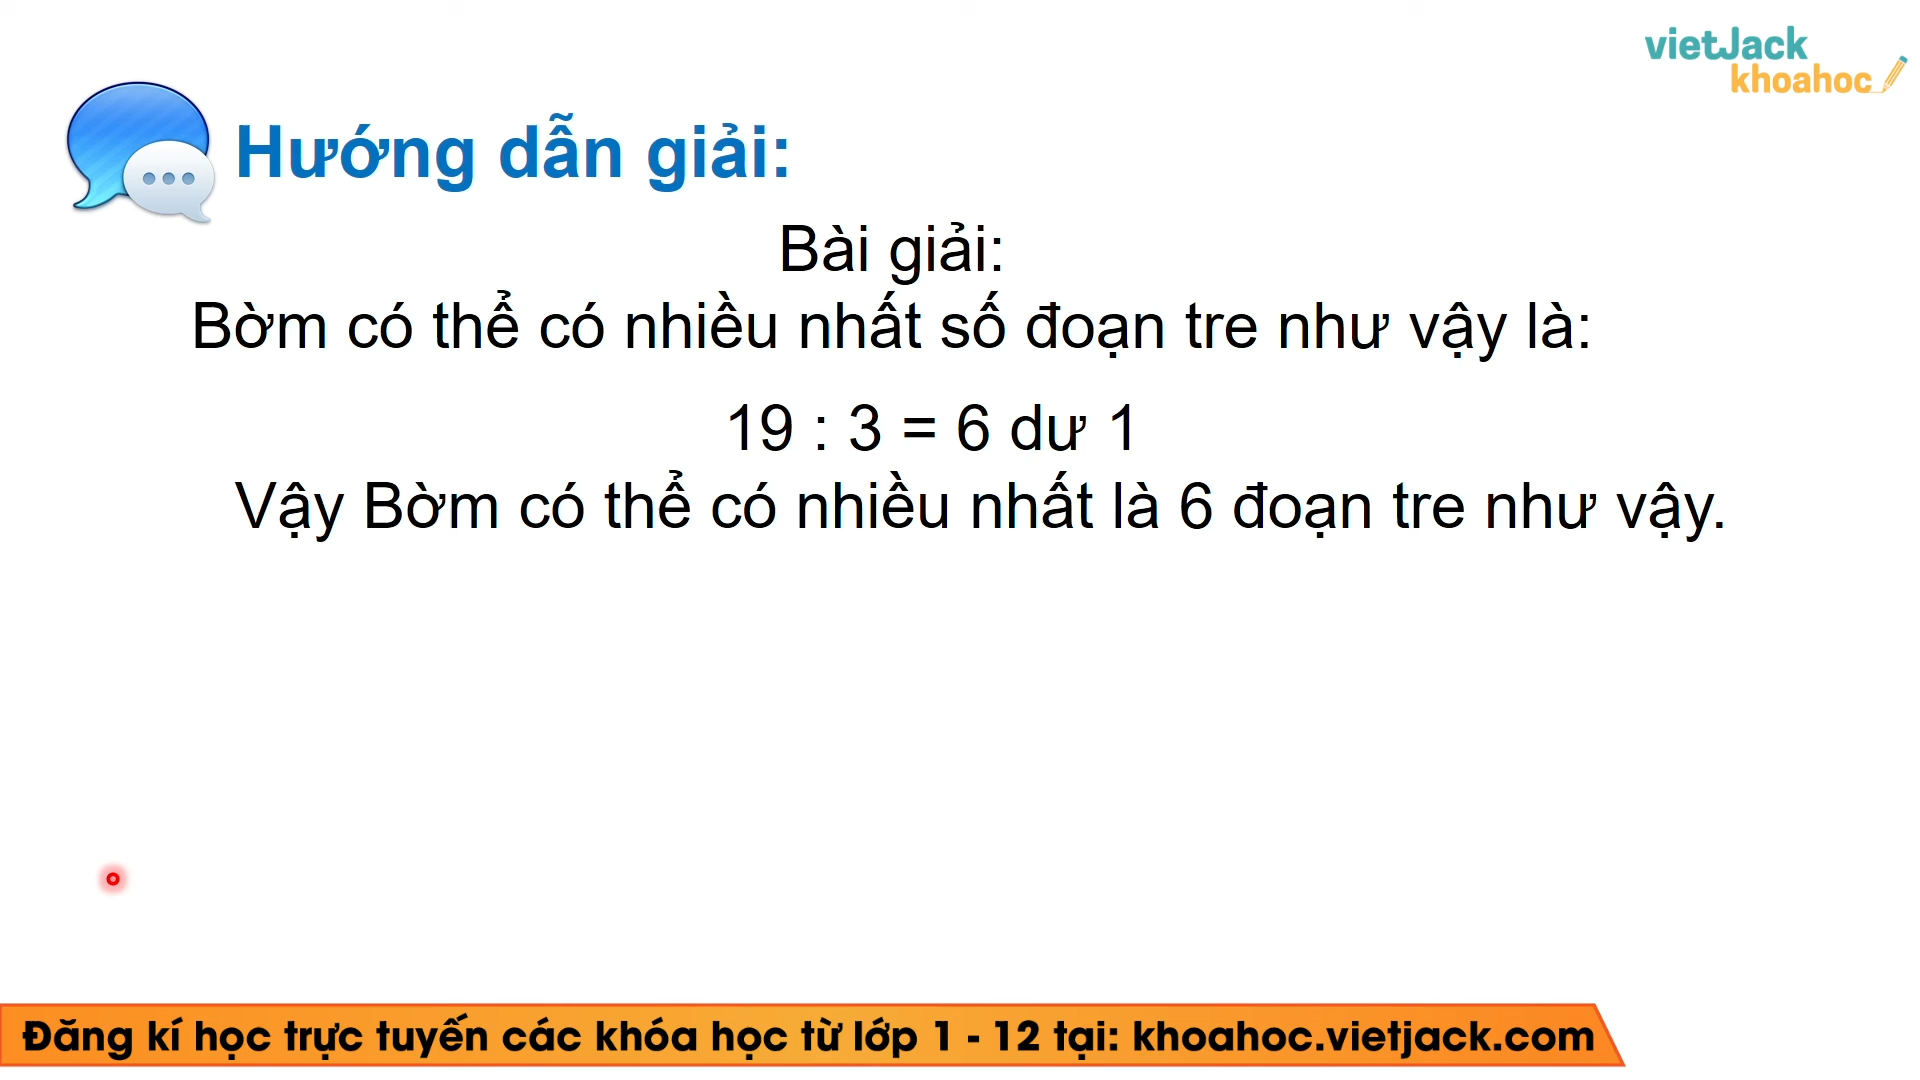 vietJack
khoahoc
Hướng dẫn giải:
Bài giải:
Bờm có thể có nhiều nhất số đoạn tre như vậy là:
19 : 3 = 6 dư 1
Vậy Bờm có thể có nhiều nhất là 6 đoạn tre như vậy.
Đăng kí học trực tuyến các khóa học từ lớp 1 - 12 tại: khoahoc.vietjack.com